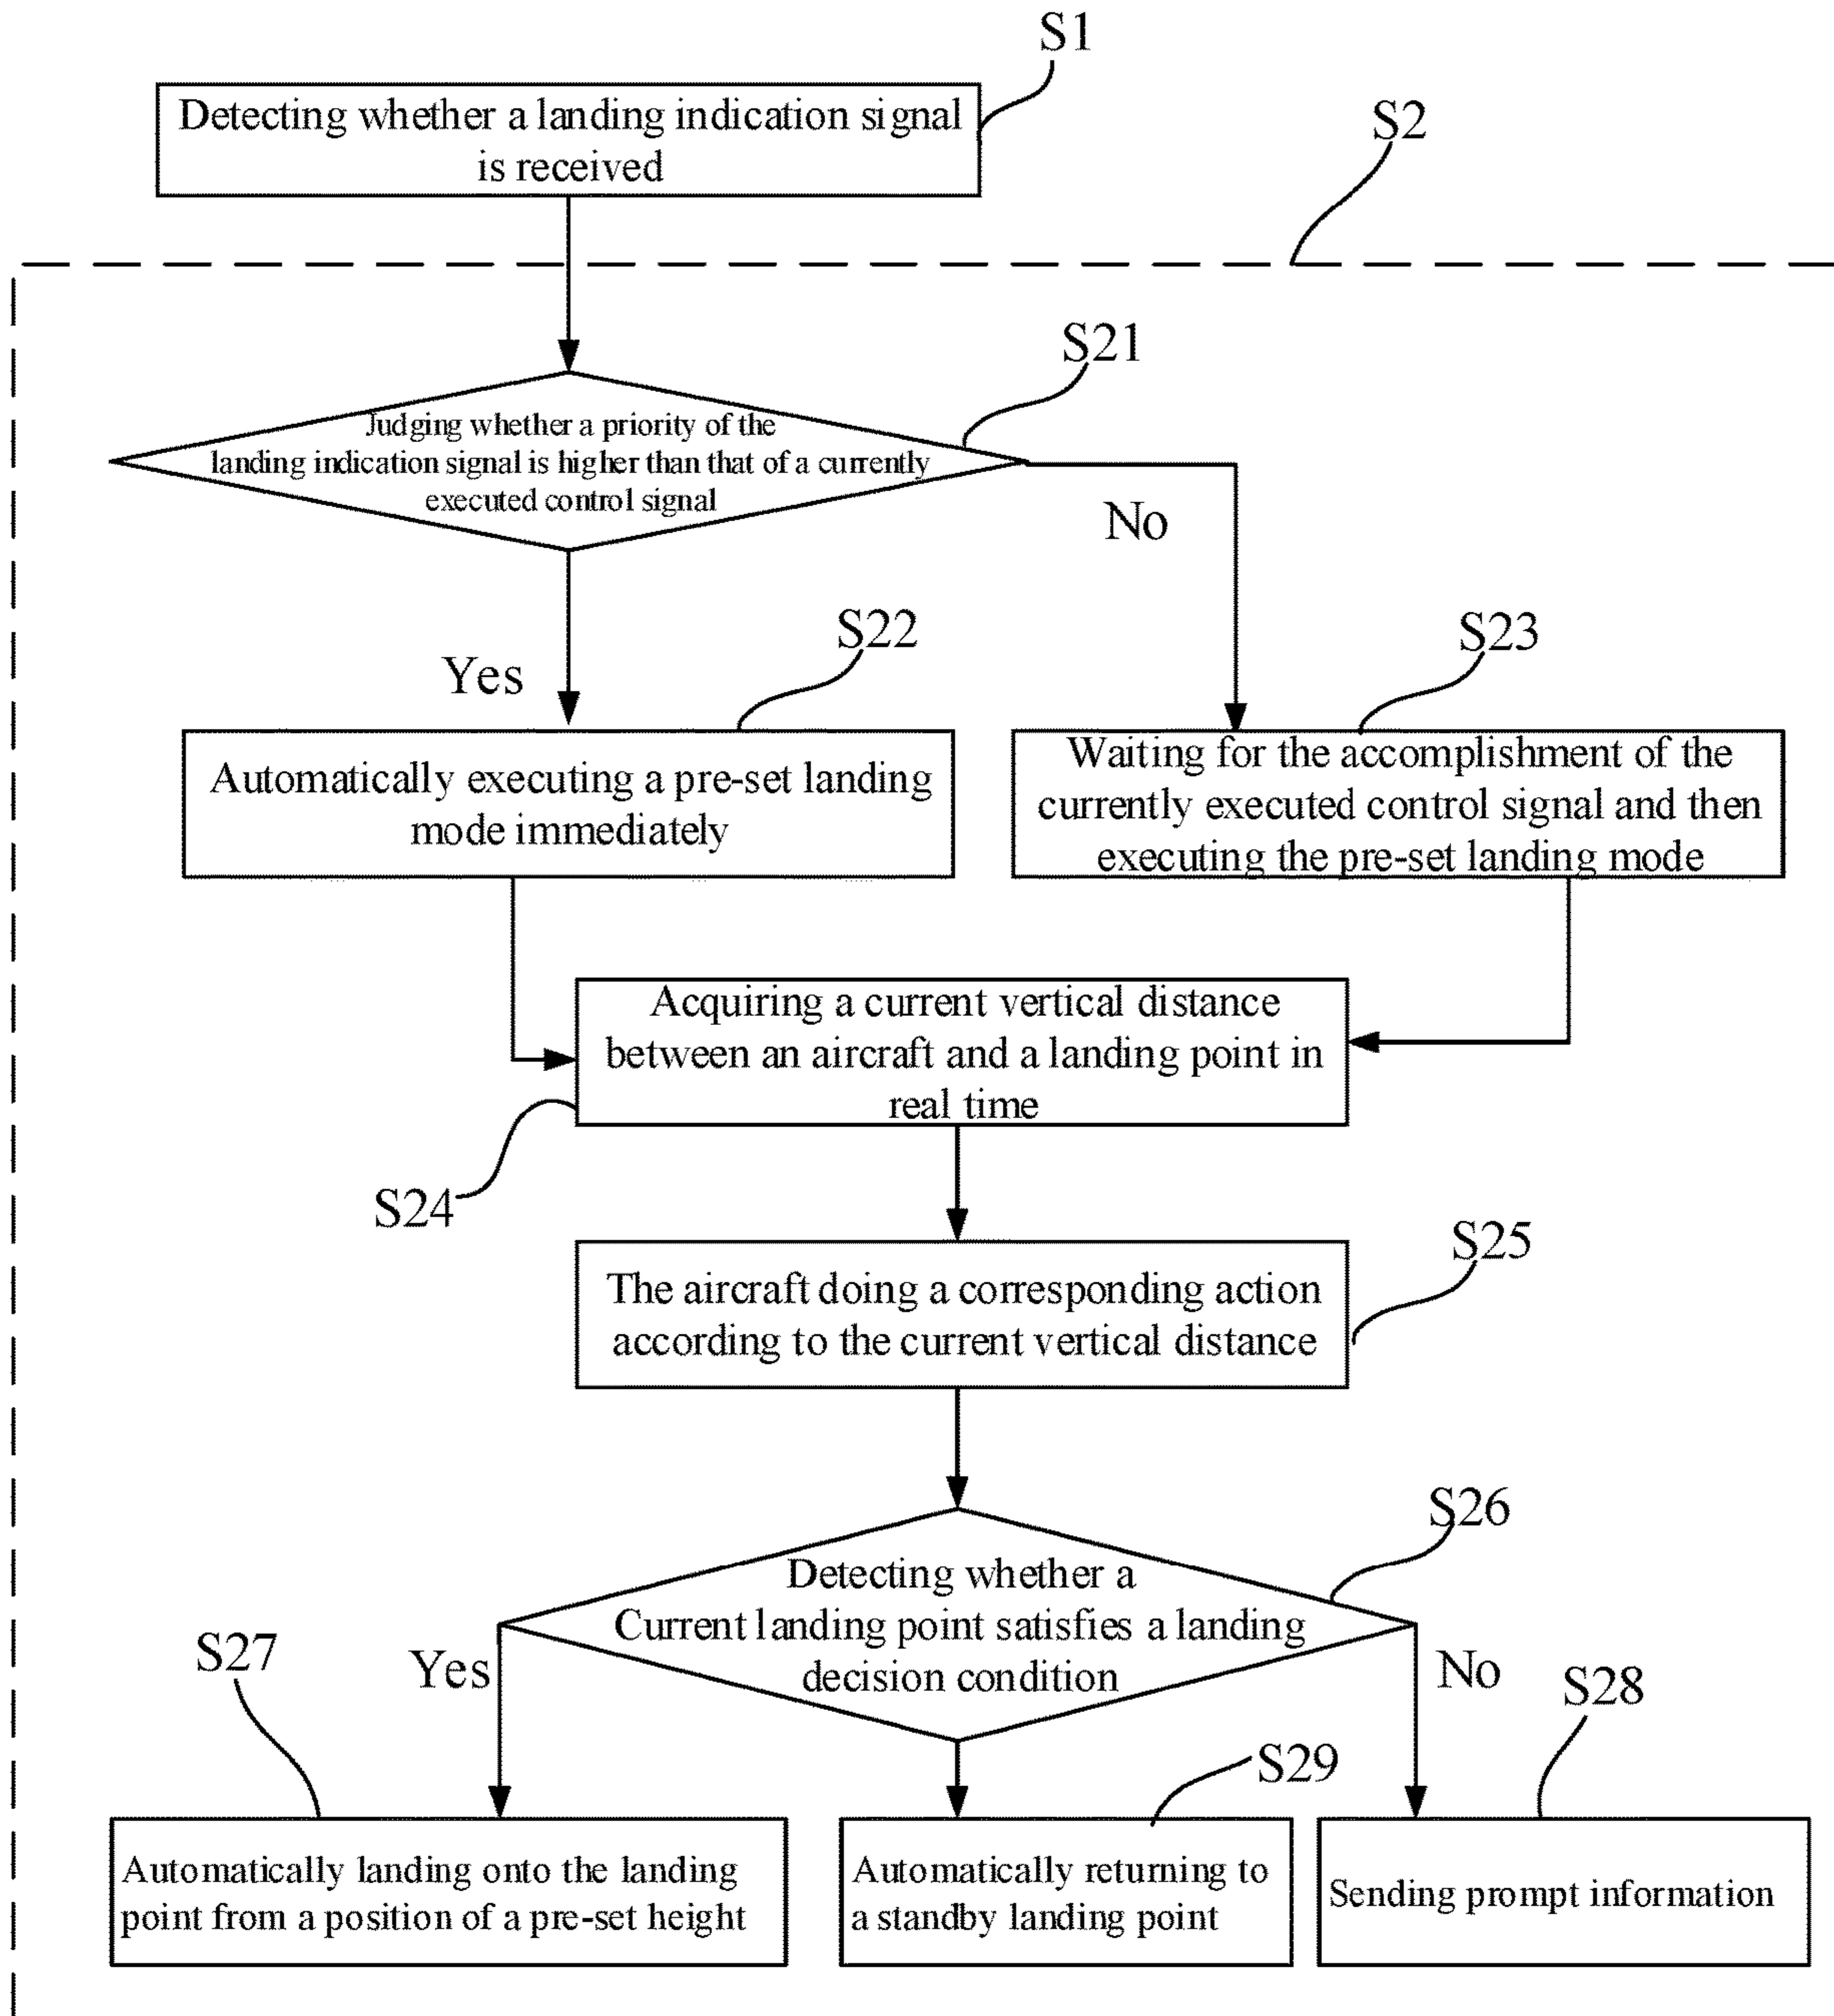 S1
Detecting whether a landing indication signal
is received
S2
S21
Judging whether a priority of the
landing indication signal is higher than that of a currently
executed control signal
No
Yes
S22
S23
Automatically executing a pre-set landing
mode immediately
Waiting for the accomplishment of the
currently executed control signal and then
executing the pre-set landing mode
Acquiring a current vertical distance
between an aircraft and a landing point in
real time
S24
S25
The aircraft doing a corresponding action
according to the current vertical distance
S26
Detecting whether a
Current landing point satisfies a landing
decision condition
S27
Yes
No
S28
S29
Automatically landing onto the landing
point from a position of a pre-set height
Automatically returning to
a standby landing point
Sending prompt information